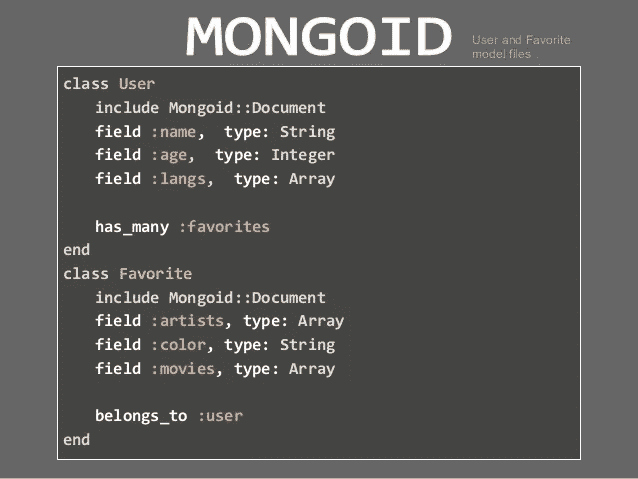 MONGOID
User and Favorite
model files
class User
include Mongoid::Document
field :name, type: String
field :age, type: Integer
field :langs, type: Array
has_many :favorites
end
class Favorite
include Mongoid::Document
field :artists, type: Array
field :color, type: String
field :movies, type: Array
belongs_to :user
end